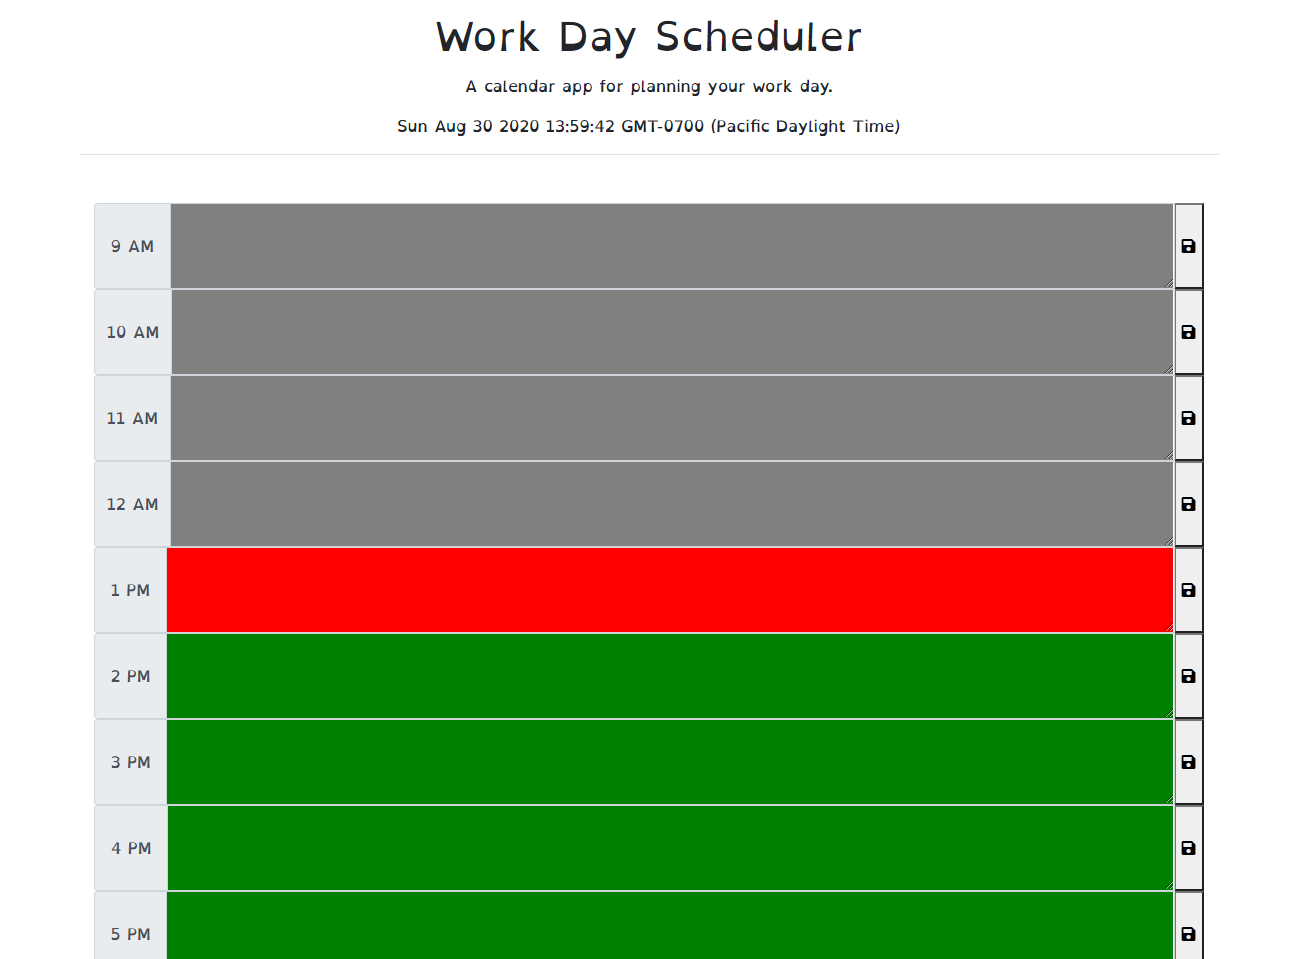 Work Day Scheduler
A calendar app for planning your work day.
Sun Aug 30 2020 13:59:42 GMT-0700 (Pacific Daylight Time)
9 AM
10 AM
11 AM
12 AM
1 PM
2 PM
3 PM
4 PM
5 PM